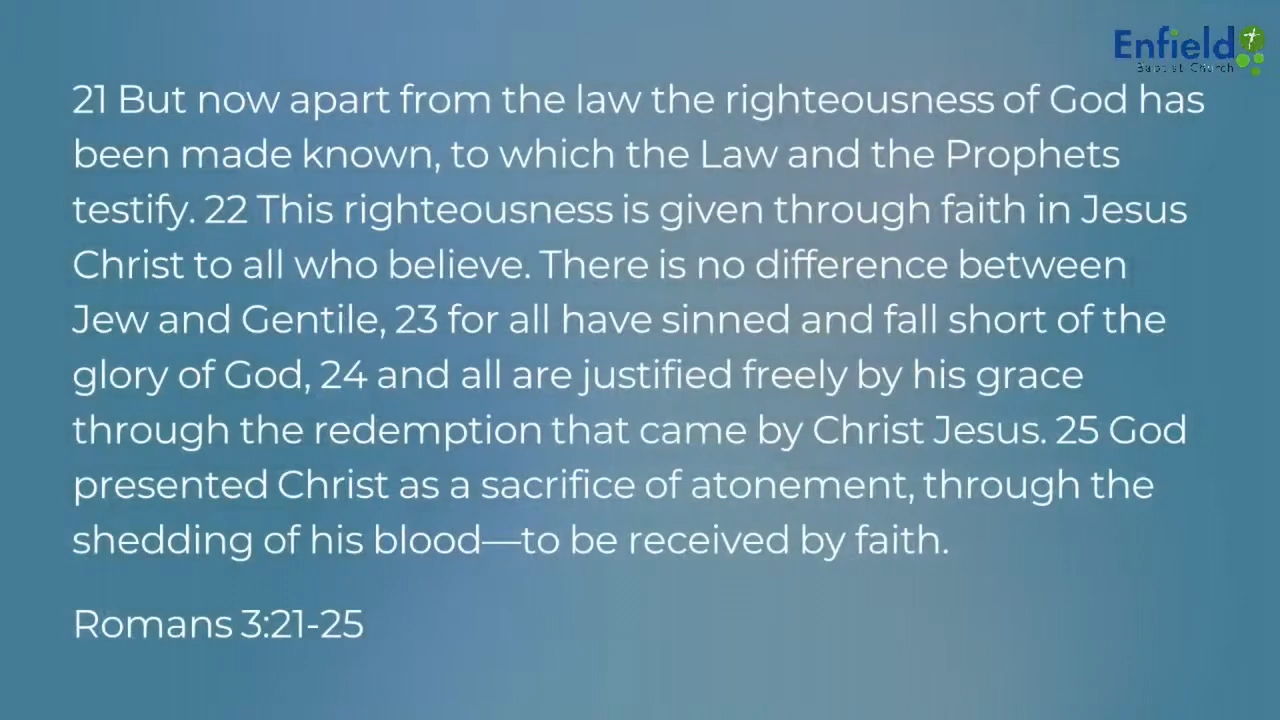 Enfield
Baptist Church
21 But now apart from the law the righteousness of God has
been made known, to which the Law and the Prophets
testify. 22 This righteousness is given through faith in Jesus
Christ to all who believe. There is no difference between
Jew and Gentile, 23 for all have sinned and fall short of the
glory of God, 24 and all are justified freely by his grace
through the redemption that came by Christ Jesus. 25 God
presented Christ as a sacrifice of atonement, through the
shedding of his blood—to be received by faith.
Romans 3:21-25